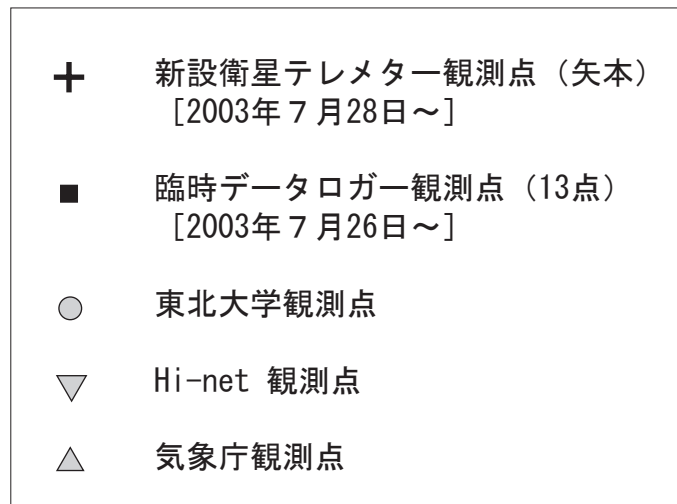 新設衛星テレメター観測点（矢本）
[2003年７月28日～]
臨時データロガー観測点（13点）
[2003年７月26日～]
東北大学観測点
Hi-net 観測点
気象庁観測点